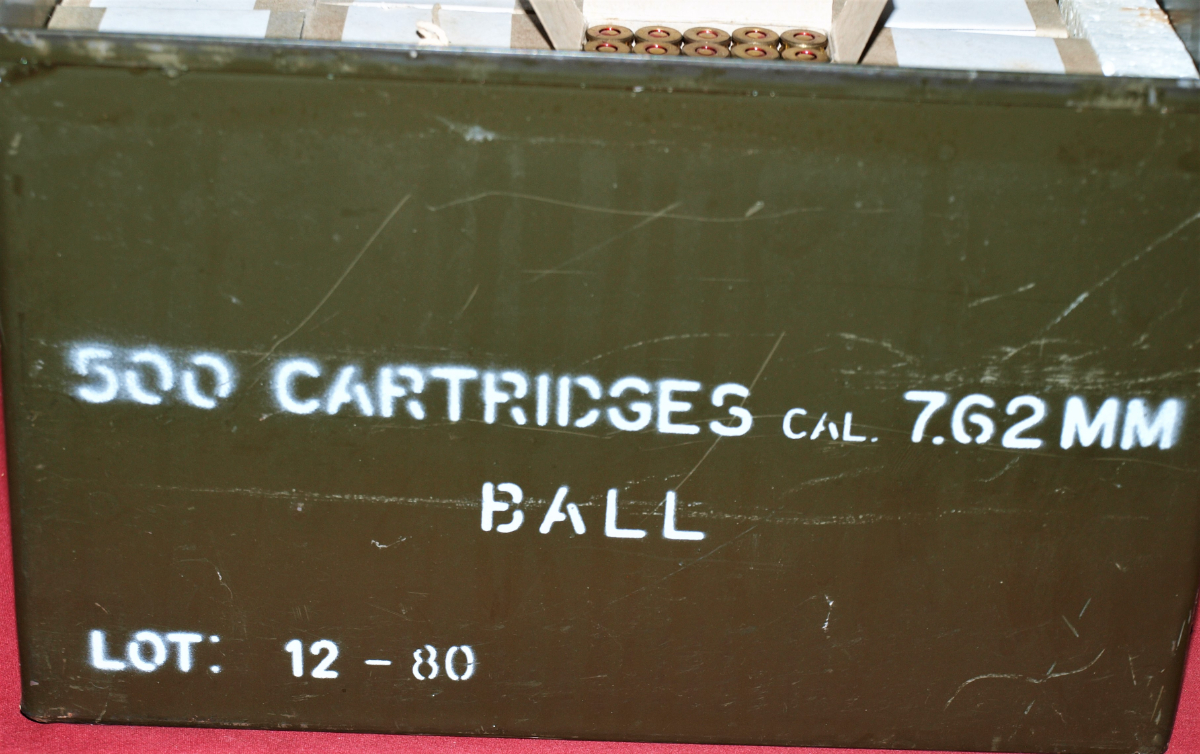 500 CARTRIDGES CAL. 7.62 MM
BALL
LOT: 12 - 80